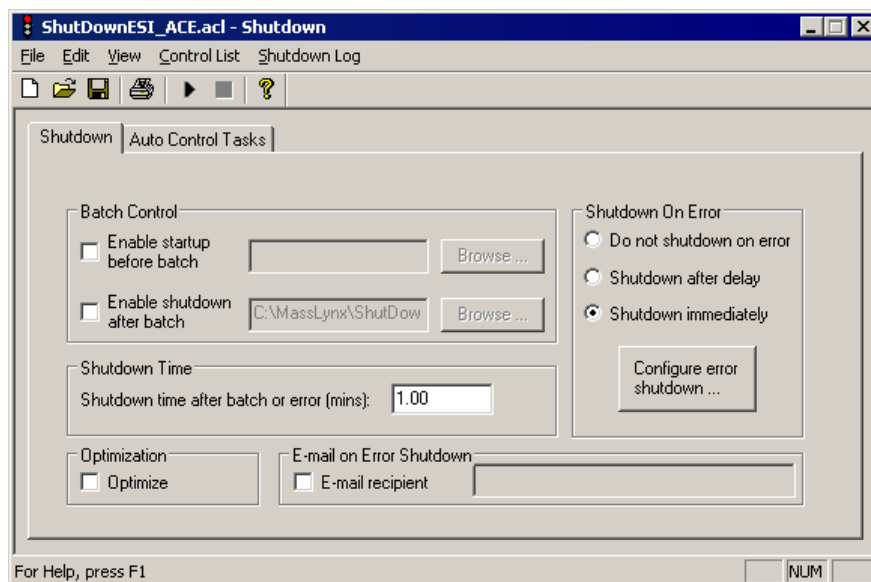 ShutDownESI_ACE.acl - Shutdown
File Edit View Control List Shutdown Log
Shutdown Auto Control Tasks
Batch Control
Enable startup
before batch
Browse ...
Enable shutdown
after batch
C:\MassLynx\ShutDow
Browse ...
Shutdown On Error
Do not shutdown on error
Shutdown after delay
Shutdown immediately
Configure error
shutdown ...
Shutdown Time
Shutdown time after batch or error (mins): 1.00
Optimization
Optimize
E-mail on Error Shutdown
E-mail recipient
For Help, press F1
NUM